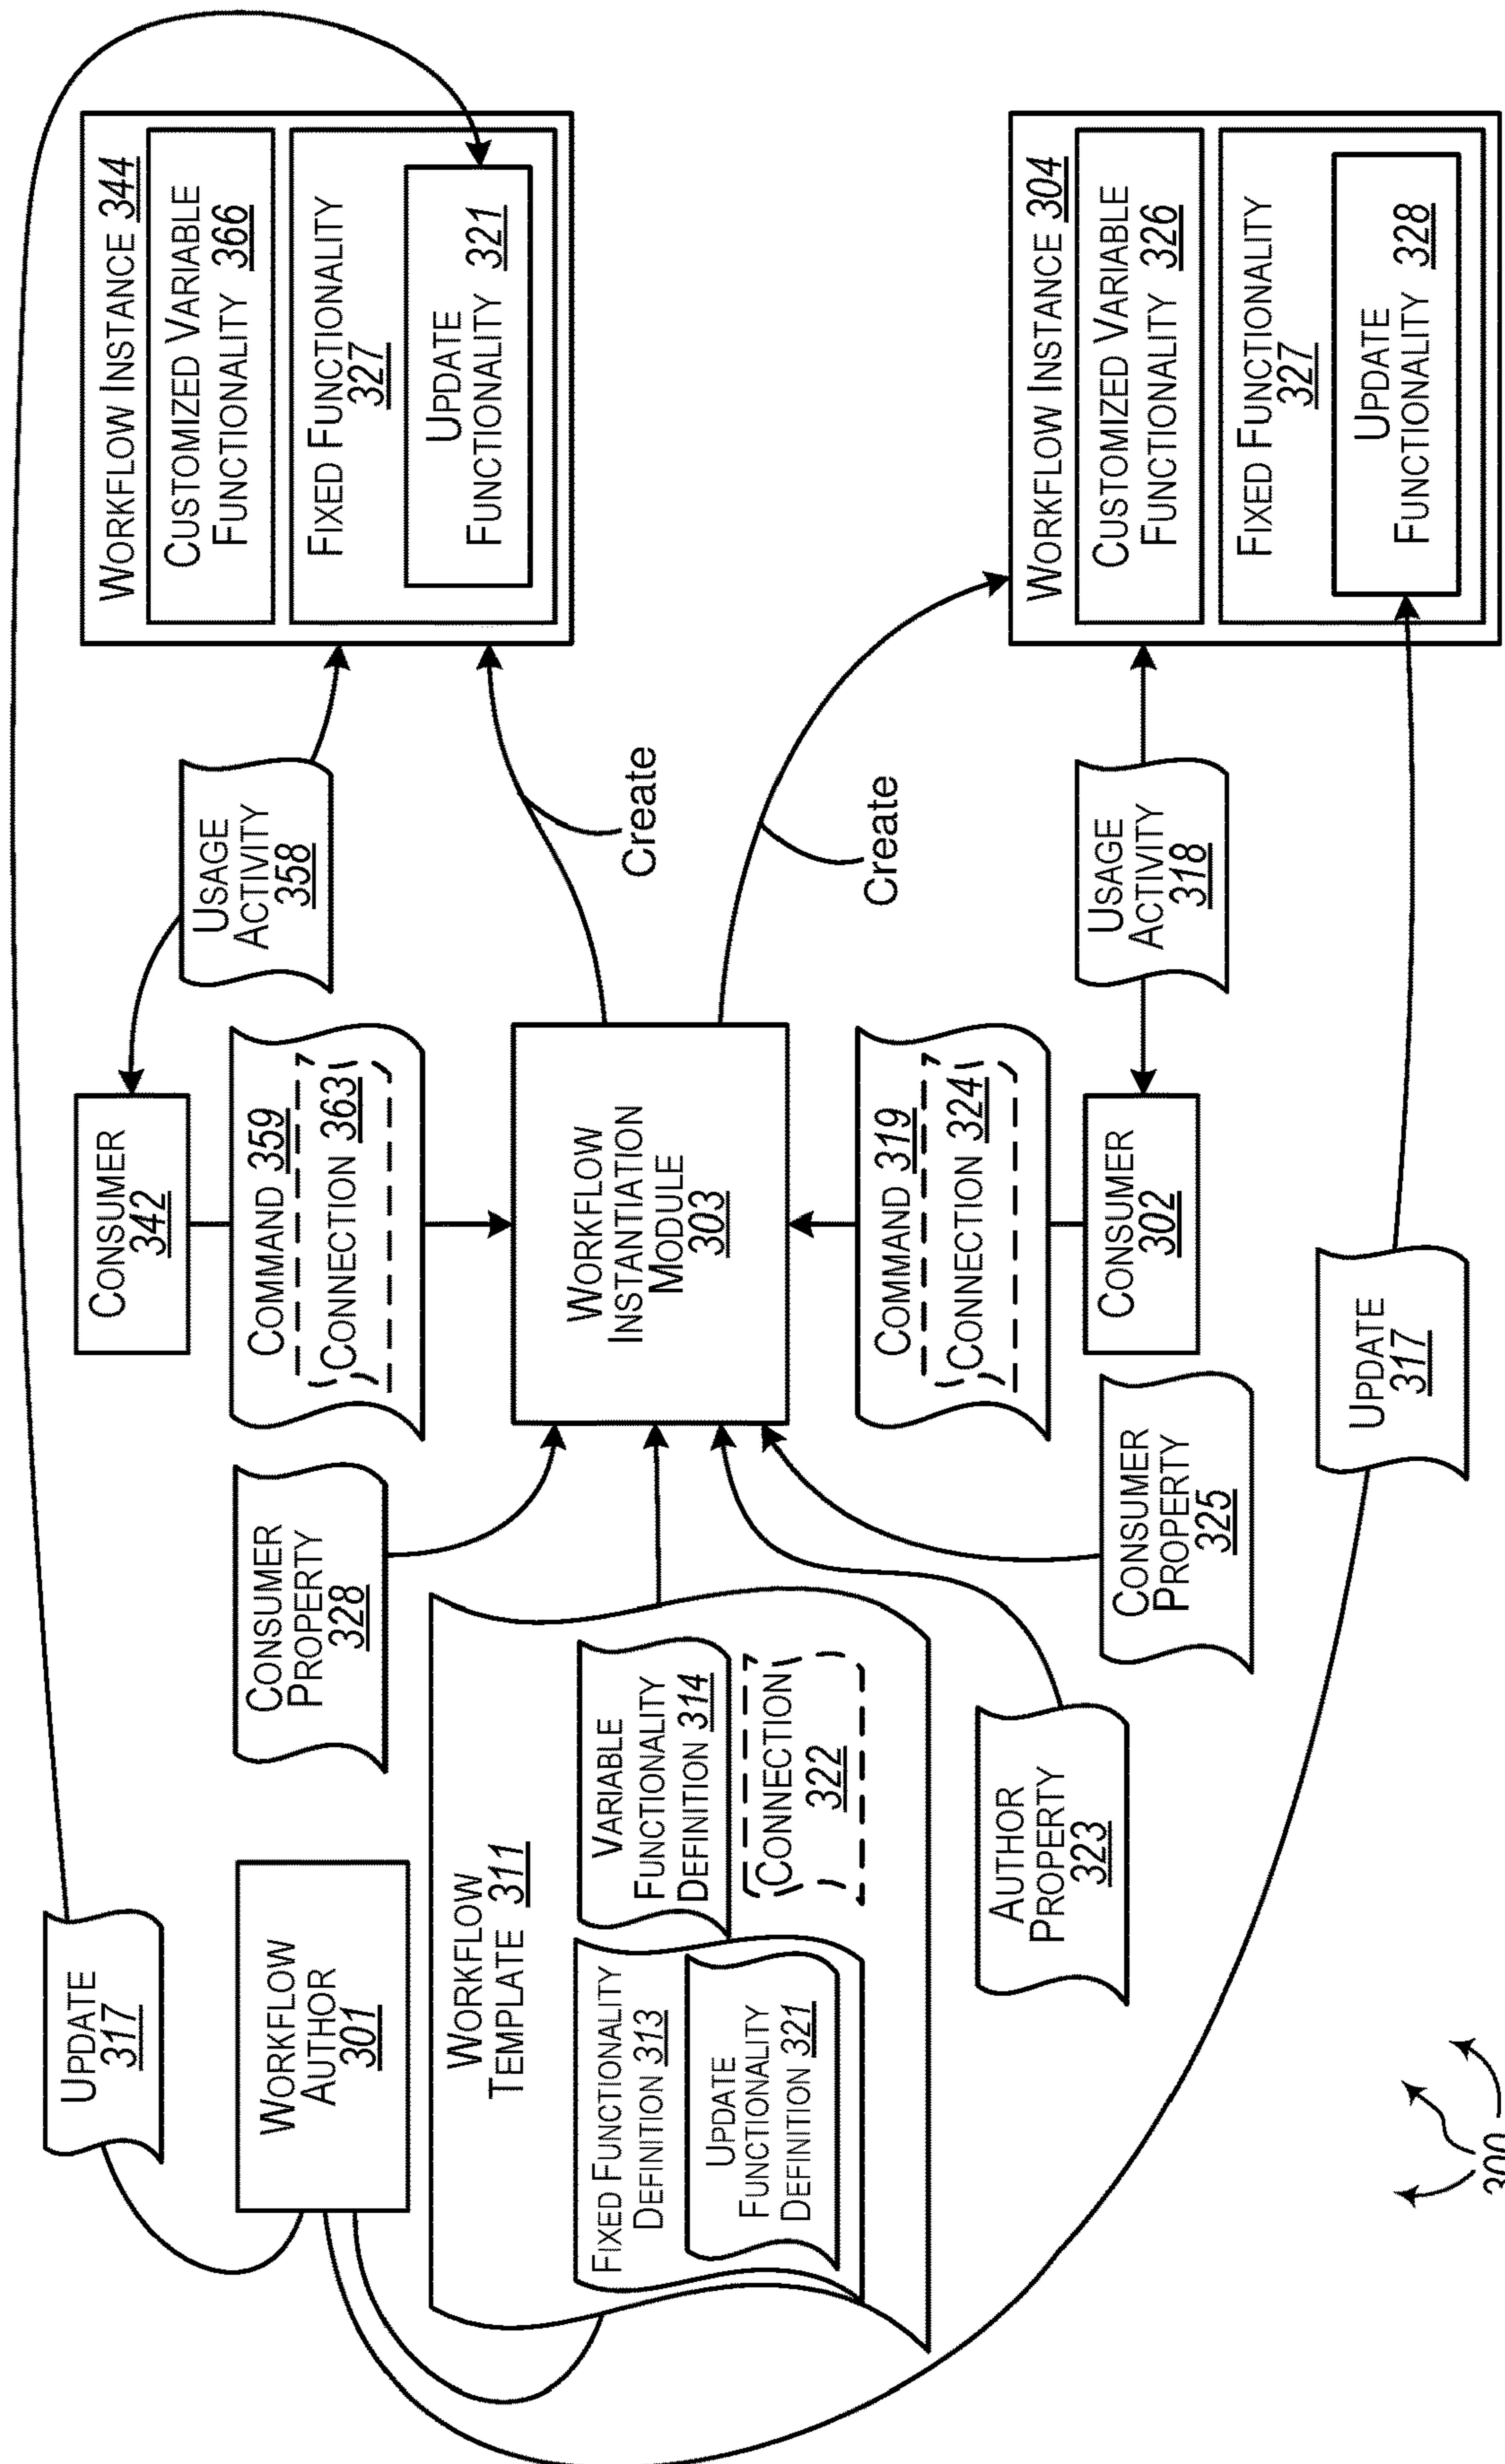 UPDATE
317
WORKFLOW
AUTHOR
301
WORKFLOW
TEMPLATE 311
FIXED FUNCTIONALITY
DEFINITION 313
UPDATE
FUNCTIONALITY
DEFINITION 321
VARIABLE
FUNCTIONALITY
DEFINITION 314
CONNECTION
322
AUTHOR
PROPERTY
323
CONSUMER
PROPERTY
328
CONSUMER
PROPERTY
325
UPDATE
317
CONSUMER
342
COMMAND 359
CONNECTION 363
WORKFLOW
INSTANTIATION
MODULE
303
COMMAND 319
CONNECTION 324
CONSUMER
302
USAGE
ACTIVITY
358
Create
Create
USAGE
ACTIVITY
318
WORKFLOW INSTANCE 344
CUSTOMIZED VARIABLE
FUNCTIONALITY 366
FIXED FUNCTIONALITY
327
UPDATE
FUNCTIONALITY 321
WORKFLOW INSTANCE 304
CUSTOMIZED VARIABLE
FUNCTIONALITY 326
FIXED FUNCTIONALITY
327
UPDATE
FUNCTIONALITY 328
300